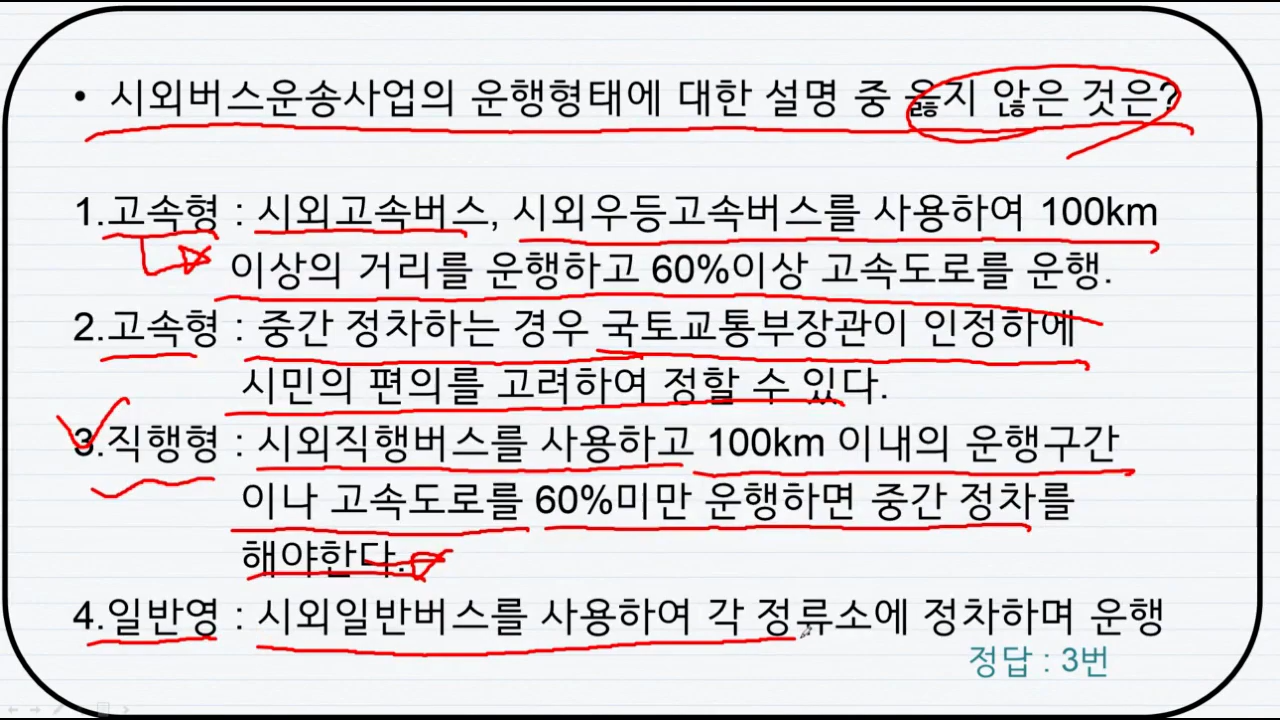 • 시외버스운송사업의 운행형태에 대한 설명 중 옳지 않은 것은?
1.고속형 : 시외고속버스, 시외우등고속버스를 사용하여 100km
이상의 거리를 운행하고 60%이상 고속도로를 운행.
2.고속형 : 중간 정차하는 경우 국토교통부장관이 인정하에
시민의 편의를 고려하여 정할 수 있다.
3.직행형 : 시외직행버스를 사용하고 100km 이내의 운행구간
이나 고속도로를 60%미만 운행하면 중간 정차를
해야한다.
4.일반영 : 시외일반버스를 사용하여 각 정류소에 정차하며 운행
정답 : 3번